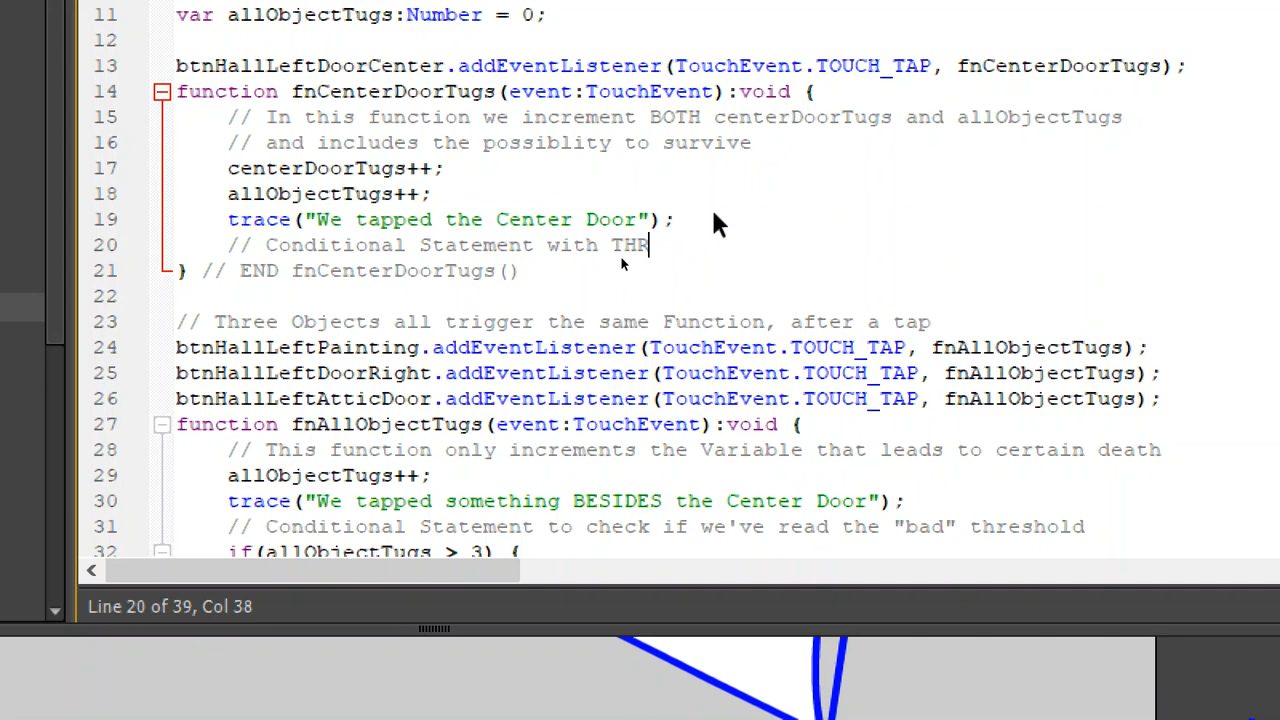 11 var allObjectTugs:Number = 0;
12
13 btnHallLeftDoorCenter.addEventListener(TouchEvent.TOUCH_TAP, fnCenterDoorTugs);
14 function fnCenterDoorTugs(event:TouchEvent):void {
15 // In this function we increment BOTH centerDoorTugs and allObjectTugs
16 // and includes the possiblity to survive
17 centerDoorTugs++;
18 allObjectTugs++;
19 trace("We tapped the Center Door");
20 // Conditional Statement with THR
21 } // END fnCenterDoorTugs()
22
23 // Three Objects all trigger the same Function, after a tap
24 btnHallLeftPainting.addEventListener(TouchEvent.TOUCH_TAP, fnAllObjectTugs);
25 btnHallLeftDoorRight.addEventListener(TouchEvent.TOUCH_TAP, fnAllObjectTugs);
26 btnHallLeftAtticDoor.addEventListener(TouchEvent.TOUCH_TAP, fnAllObjectTugs);
27 function fnAllObjectTugs(event:TouchEvent):void {
28 // This function only increments the Variable that leads to certain death
29 allObjectTugs++;
30 trace("We tapped something BESIDES the Center Door");
31 // Conditional Statement to check if we've read the "bad" threshold
32 if(allObjectTugs > 3) {
Line 20 of 39, Col 38